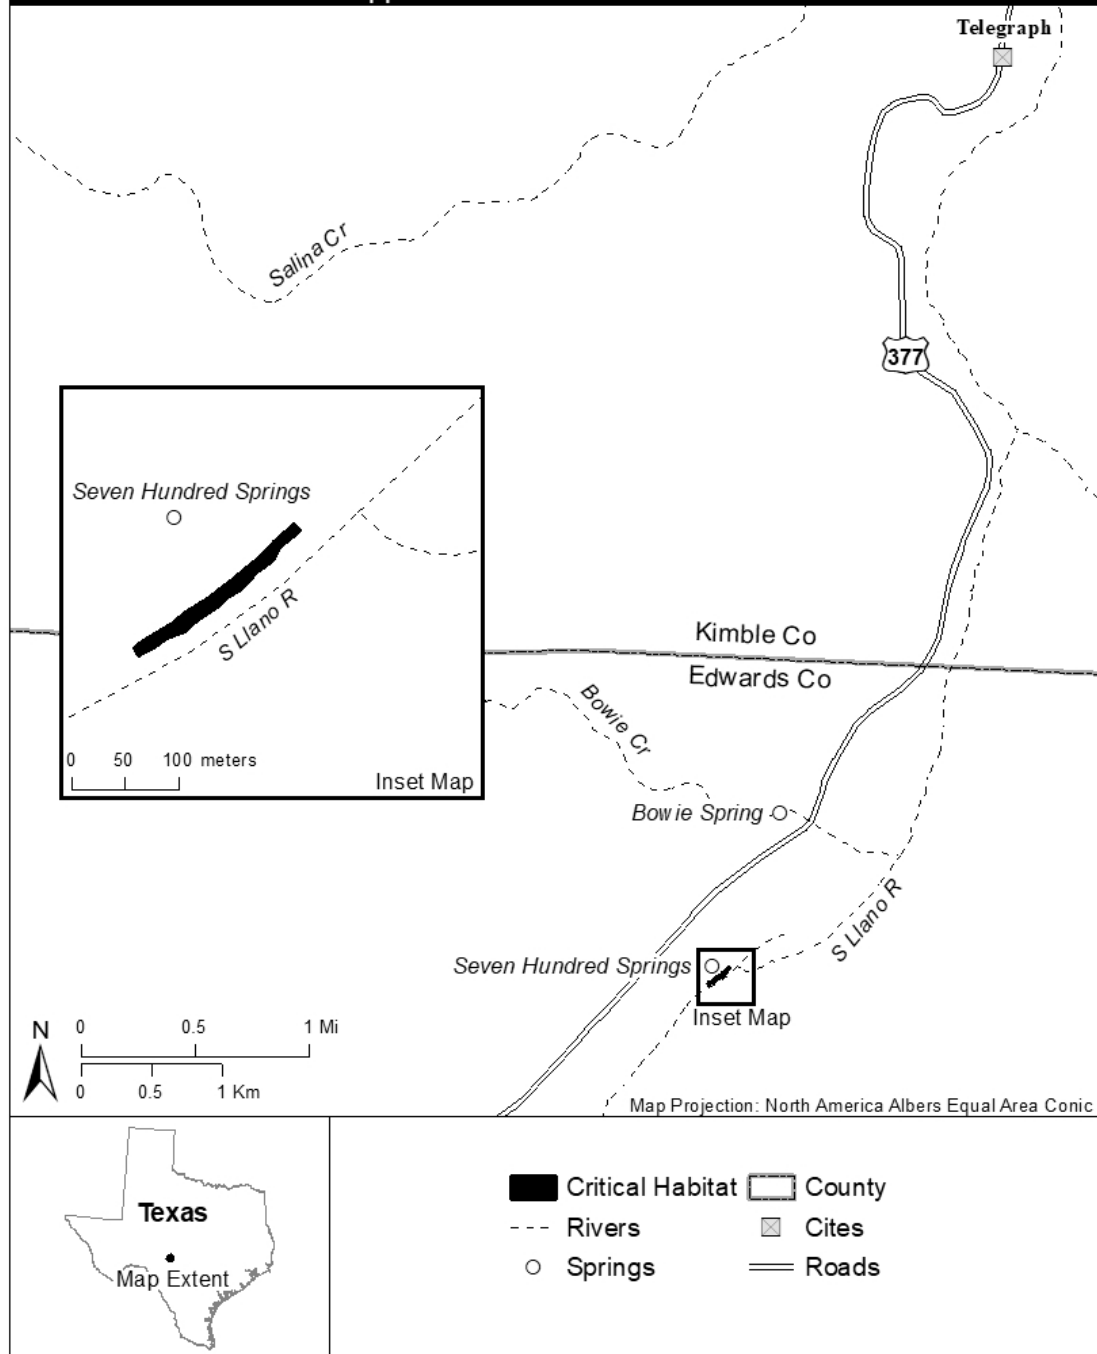 Telegraph
Salina Cr
377
Seven Hundred Springs
S Llano R
0 50 100 meters
Inset Map
Kimble Co
Edwards Co
Bowie Cr
Bowie Spring
S Llano R
Seven Hundred Springs
Inset Map
N
0 0.5 1 Mi
0 0.5 1 Km
Map Projection: North America Albers Equal Area Conic
Texas
Map Extent
Critical Habitat
County
Rivers
Cites
Springs
Roads